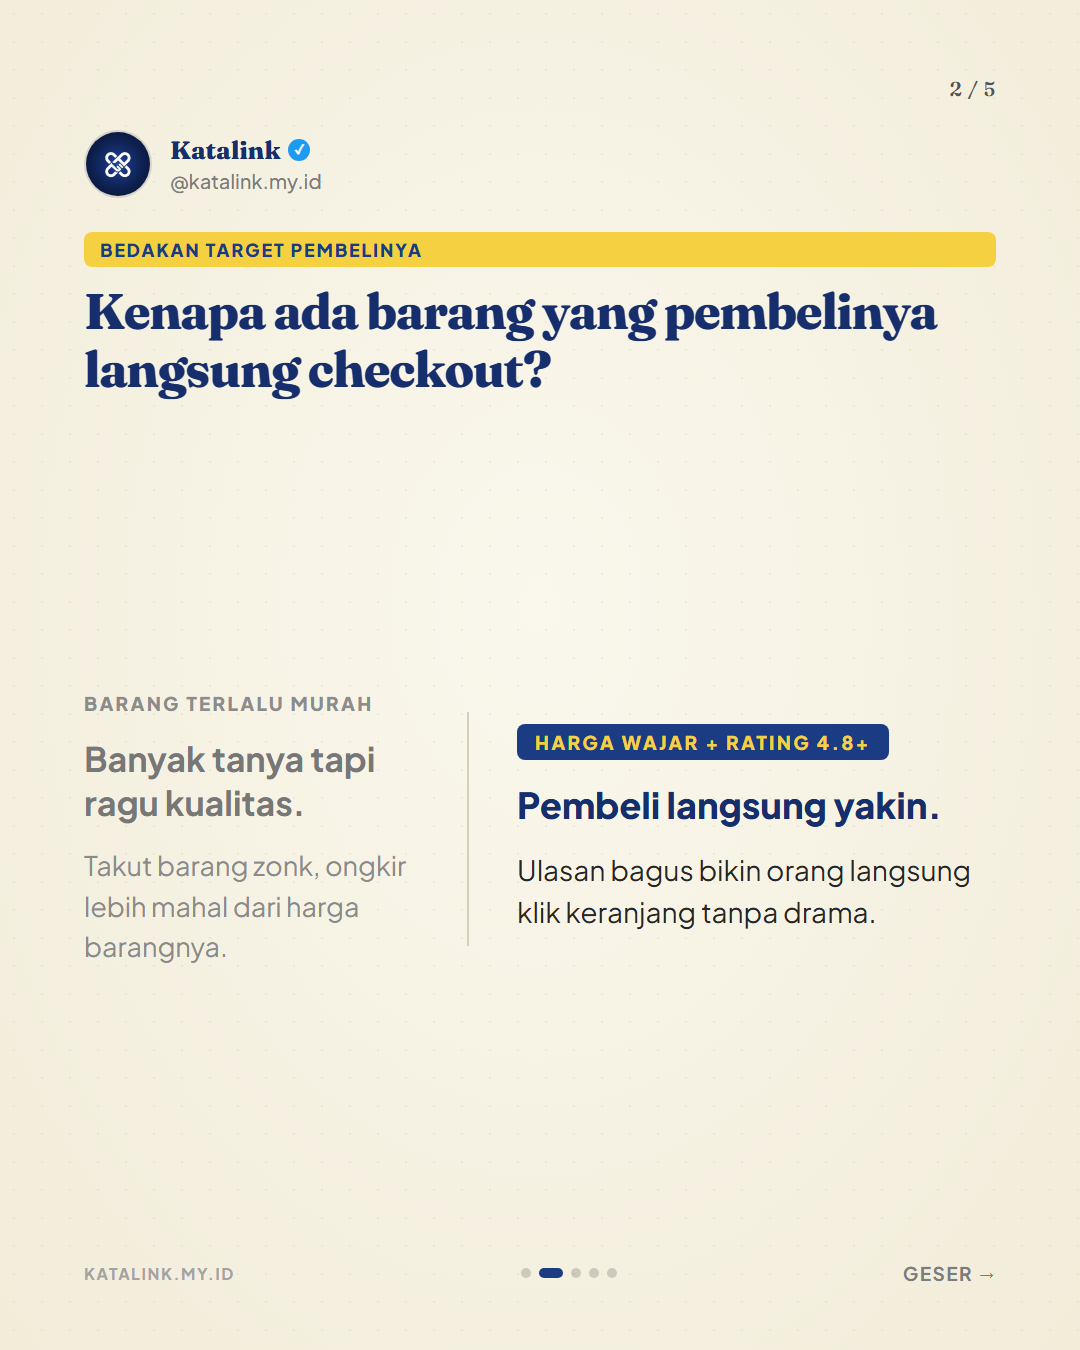 2 / 5
Katalink
@katalink.my.id
BEDAKAN TARGET PEMBELINYA
Kenapa ada barang yang pembelinya
langsung checkout?
BARANG TERLALU MURAH
Banyak tanya tapi
ragu kualitas.
Takut barang zonk, ongkir
lebih mahal dari harga
barangnya.
HARGA WAJAR + RATING 4.8+
Pembeli langsung yakin.
Ulasan bagus bikin orang langsung
klik keranjang tanpa drama.
KATALINK.MY.ID
GESER →